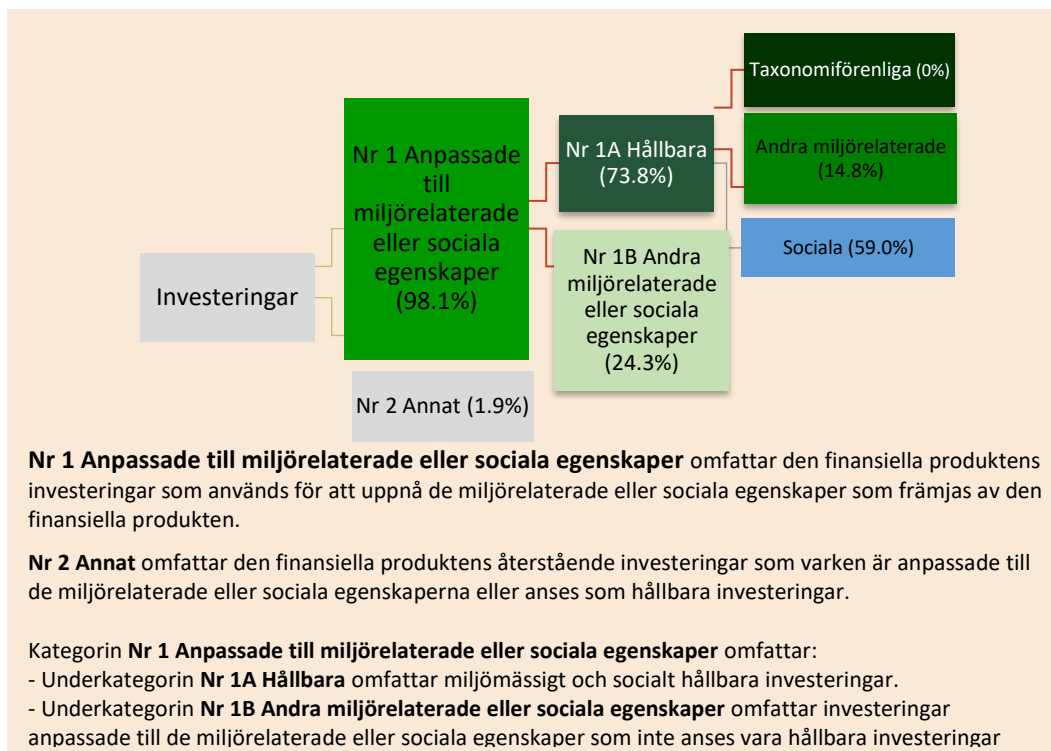 Taxonomiförenliga (0%)
Nr 1 Anpassade
till
miljörelaterade
eller sociala
egenskaper
(98.1%)
Nr 1A Hållbara
(73.8%)
Andra miljörelaterade
(14.8%)
Sociala (59.0%)
Nr 1B Andra
miljörelaterade
eller sociala
egenskaper
(24.3%)
Investeringar
Nr 2 Annat (1.9%)
Nr 1 Anpassade till miljörelaterade eller sociala egenskaper omfattar den finansiella produktens
investeringar som används för att uppnå de miljörelaterade eller sociala egenskaper som främjas av den
finansiella produkten.
Nr 2 Annat omfattar den finansiella produktens återstående investeringar som varken är anpassade till
de miljörelaterade eller sociala egenskaperna eller anses som hållbara investeringar.
Kategorin Nr 1 Anpassade till miljörelaterade eller sociala egenskaper omfattar:
- Underkategorin Nr 1A Hållbara omfattar miljömässigt och socialt hållbara investeringar.
- Underkategorin Nr 1B Andra miljörelaterade eller sociala egenskaper omfattar investeringar
anpassade till de miljörelaterade eller sociala egenskaper som inte anses vara hållbara investeringar